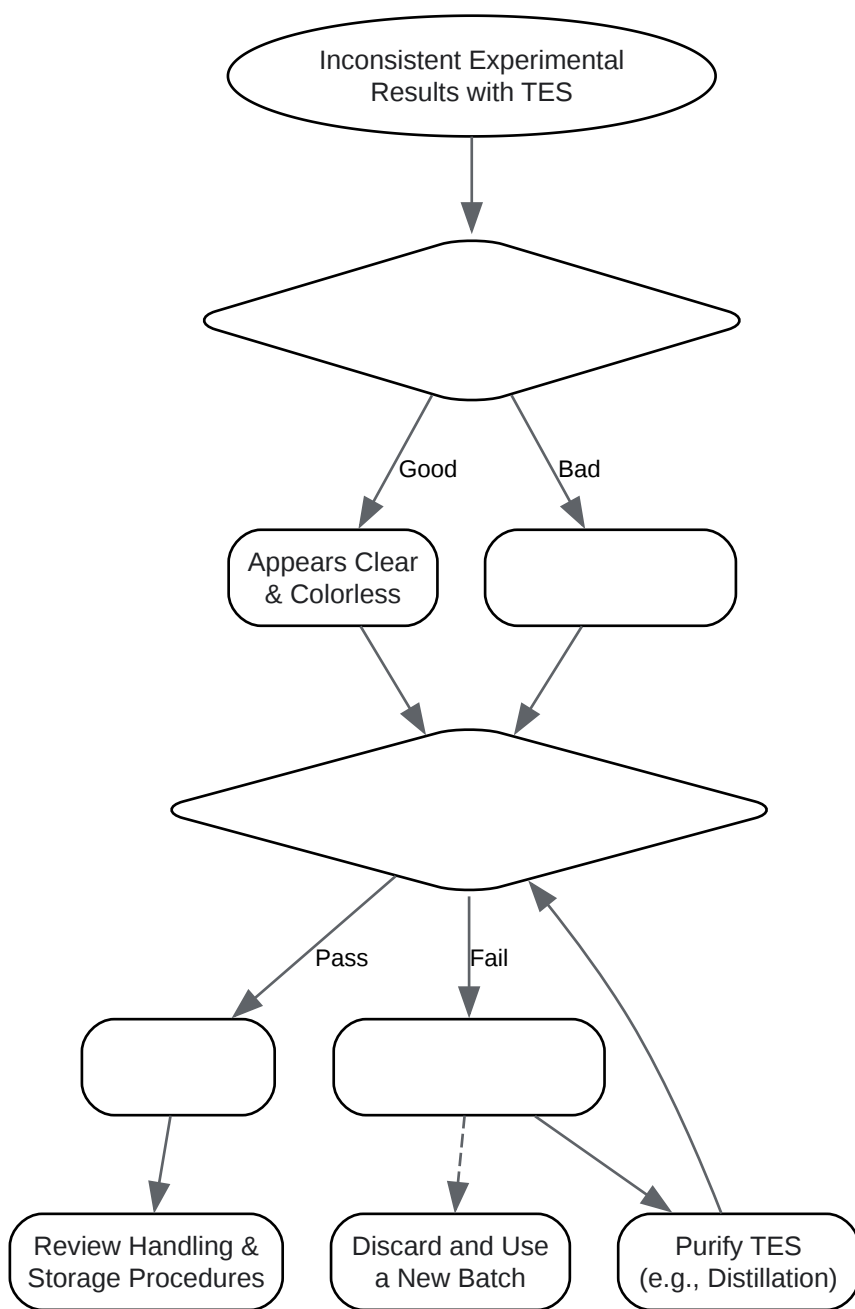 Inconsistent Experimental
Results with TES
Good
Bad
Appears Clear
& Colorless
Pass
Fail
Review Handling &
Storage Procedures
Discard and Use
a New Batch
Purify TES
(e.g., Distillation)